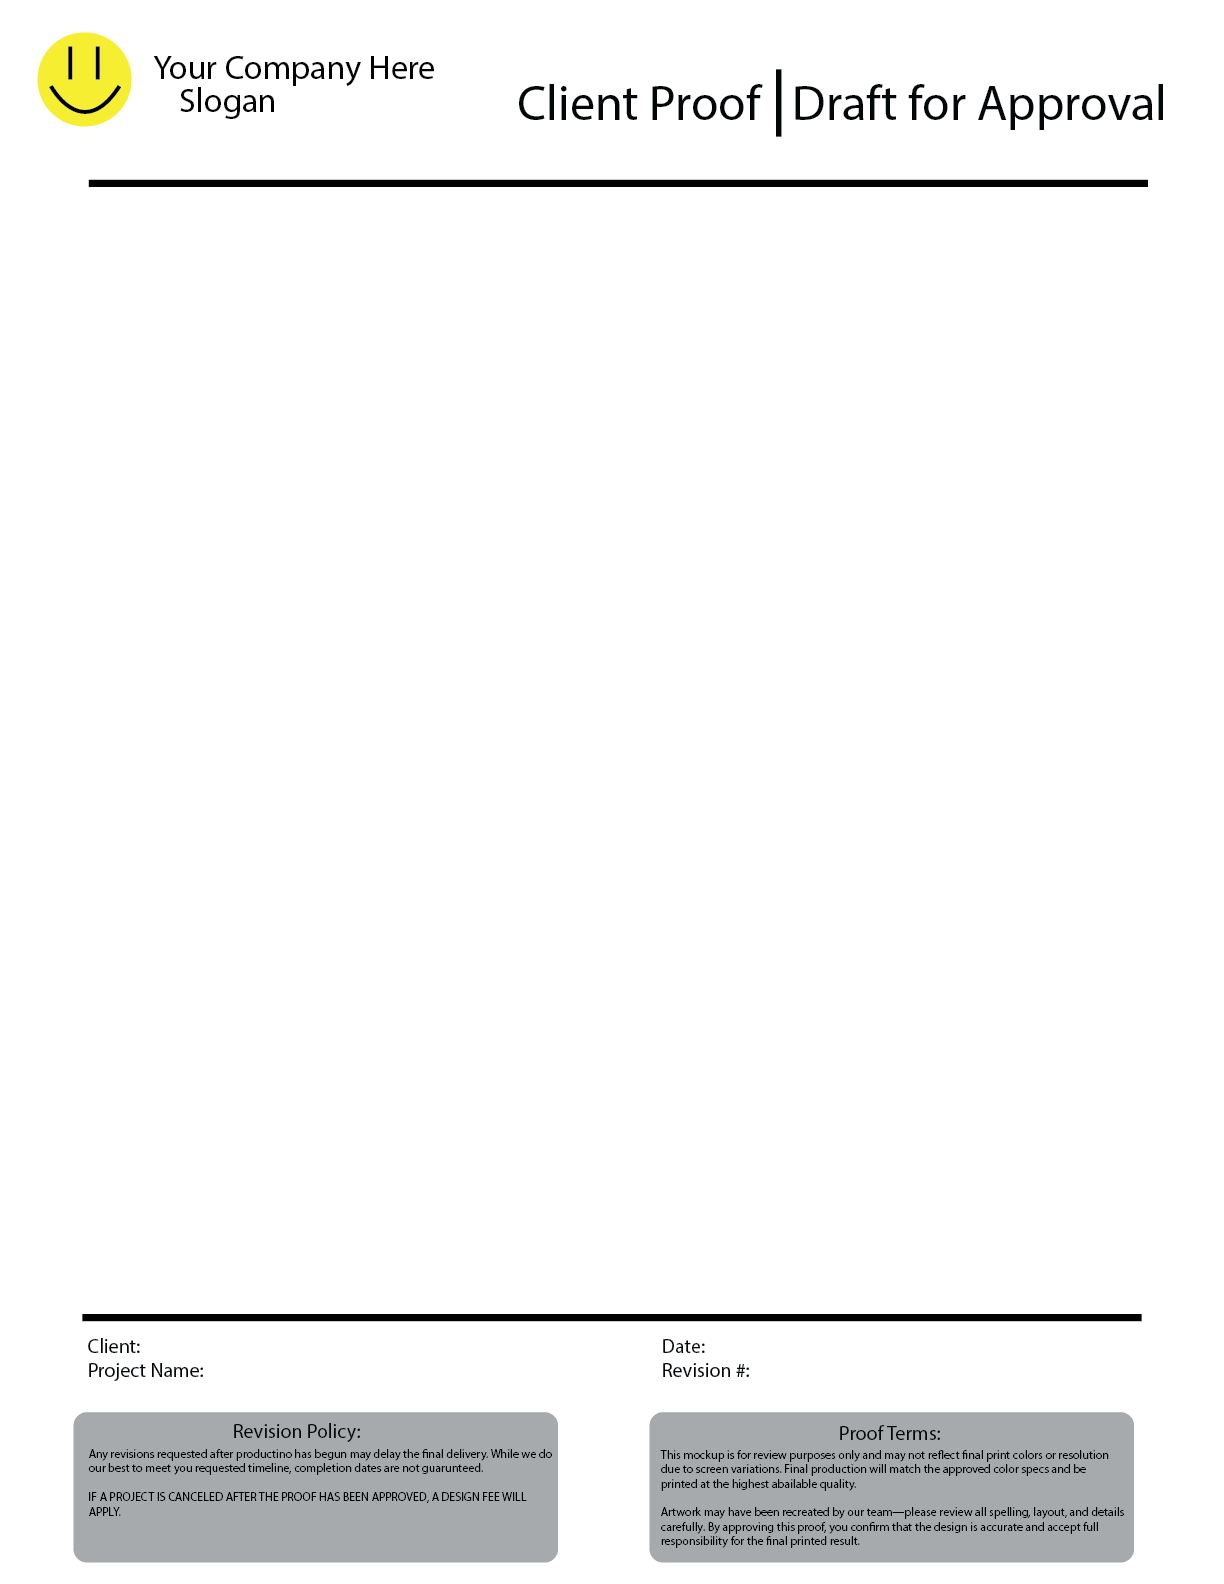 Your Company Here
Slogan
Client Proof | Draft for Approval
Client:
Project Name:
Date:
Revision #:
Revision Policy:
Any revisions requested after productino has begun may delay the final delivery. While we do
our best to meet you requested timeline, completion dates are not guarunteed.
IF A PROJECT IS CANCELED AFTER THE PROOF HAS BEEN APPROVED, A DESIGN FEE WILL
APPLY.
Proof Terms:
This mockup is for review purposes only and may not reflect final print colors or resolution
due to screen variations. Final production will match the approved color specs and be
printed at the highest abailable quality.
Artwork may have been recreated by our team—please review all spelling, layout, and details
carefully. By approving this proof, you confirm that the design is accurate and accept full
responsibility for the final printed result.